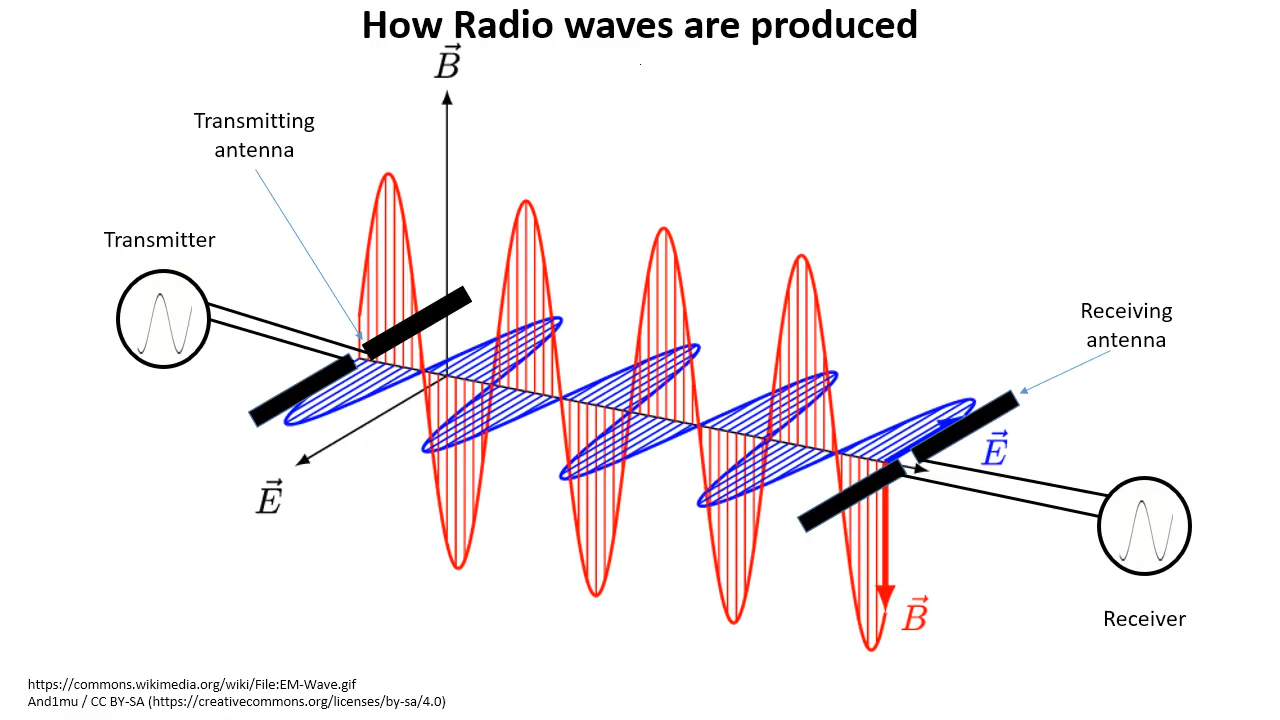 How Radio waves are produced
B⃗
Transmitting
antenna
Transmitter
Receiving
antenna
E⃗
E⃗
B⃗
Receiver
https://commons.wikimedia.org/wiki/File:EM-Wave.gif
And1mu / CC BY-SA (https://creativecommons.org/licenses/by-sa/4.0)